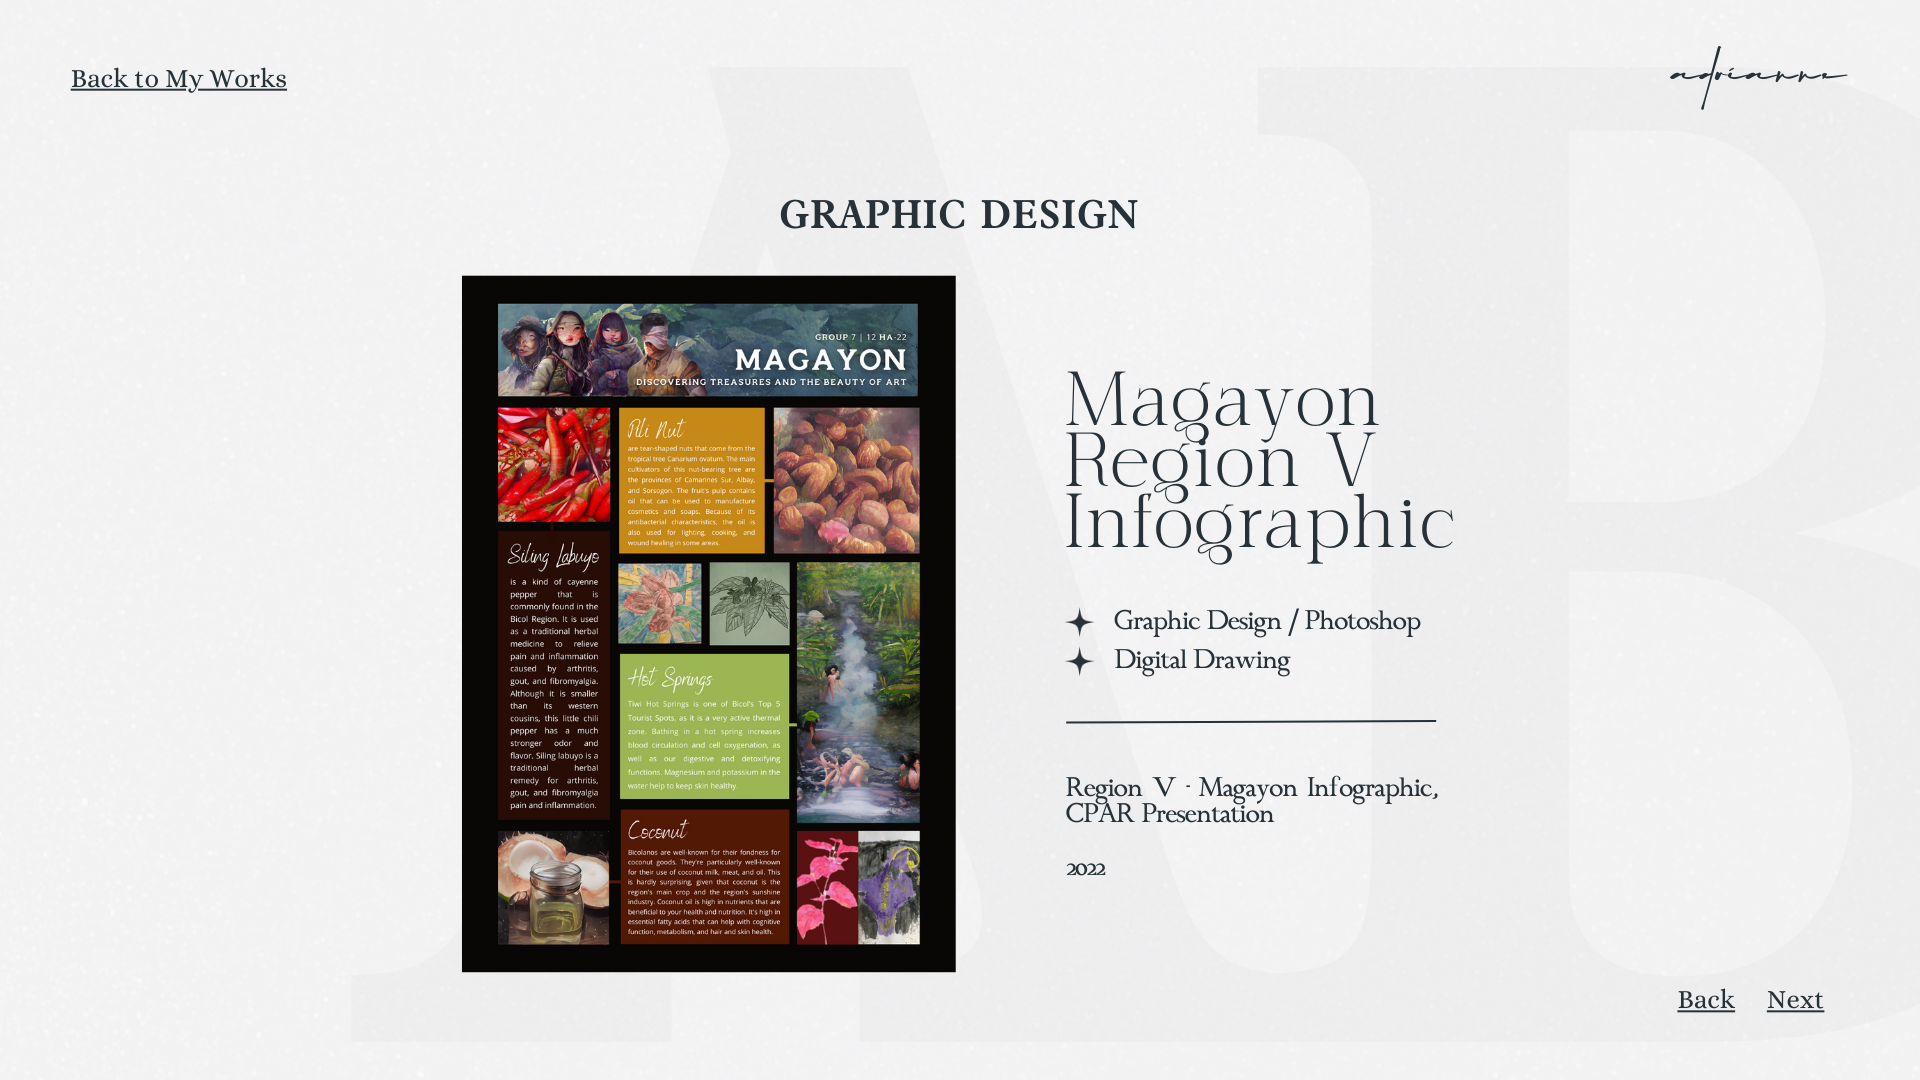 Back to My Works
adrianne
GRAPHIC DESIGN
GROUP 7 | 12 HA-22
MAGAYON
DISCOVERING TREASURES AND THE BEAUTY OF ART
Pili Nut
are tear-shaped nuts that come from the
tropical tree Canarium ovatum. The main
cultivators of this nut-bearing tree are
the provinces of Camarines Sur, Albay,
and Sorsogon. The fruit's pulp contains
oil that can be used to manufacture
cosmetics and soaps. Because of its
antibacterial characteristics, the oil is
also used for lighting, cooking, and
wound healing in some areas.
Siling Labuyo
is a kind of cayenne
pepper that is
commonly found in the
Bicol Region. It is used
as a traditional herbal
medicine to relieve
pain and inflammation
caused by arthritis,
gout, and fibromyalgia.
Although it is smaller
than its western
cousins, this little chili
pepper has a much
stronger odor and
flavor. Siling labuyo is a
traditional herbal
remedy for arthritis,
gout, and fibromyalgia
pain and inflammation.
Hot Springs
Tiwi Hot Springs is one of Bicol's Top 5
Tourist Spots, as it is a very active thermal
zone. Bathing in a hot spring increases
blood circulation and cell oxygenation, as
well as our digestive and detoxifying
functions. Magnesium and potassium in the
water help to keep skin healthy.
Coconut
Bicolanos are well-known for their fondness for
coconut goods. They're particularly well-known
for their use of coconut milk, meat, and oil. This
is hardly surprising, given that coconut is the
region's main crop and the region's sunshine
industry. Coconut oil is high in nutrients that are
beneficial to your health and nutrition. It's high in
essential fatty acids that can help with cognitive
function, metabolism, and hair and skin health.
Magayon
Region V
Infographic
Graphic Design / Photoshop
Digital Drawing
Region V - Magayon Infographic,
CPAR Presentation
2022
Back
Next